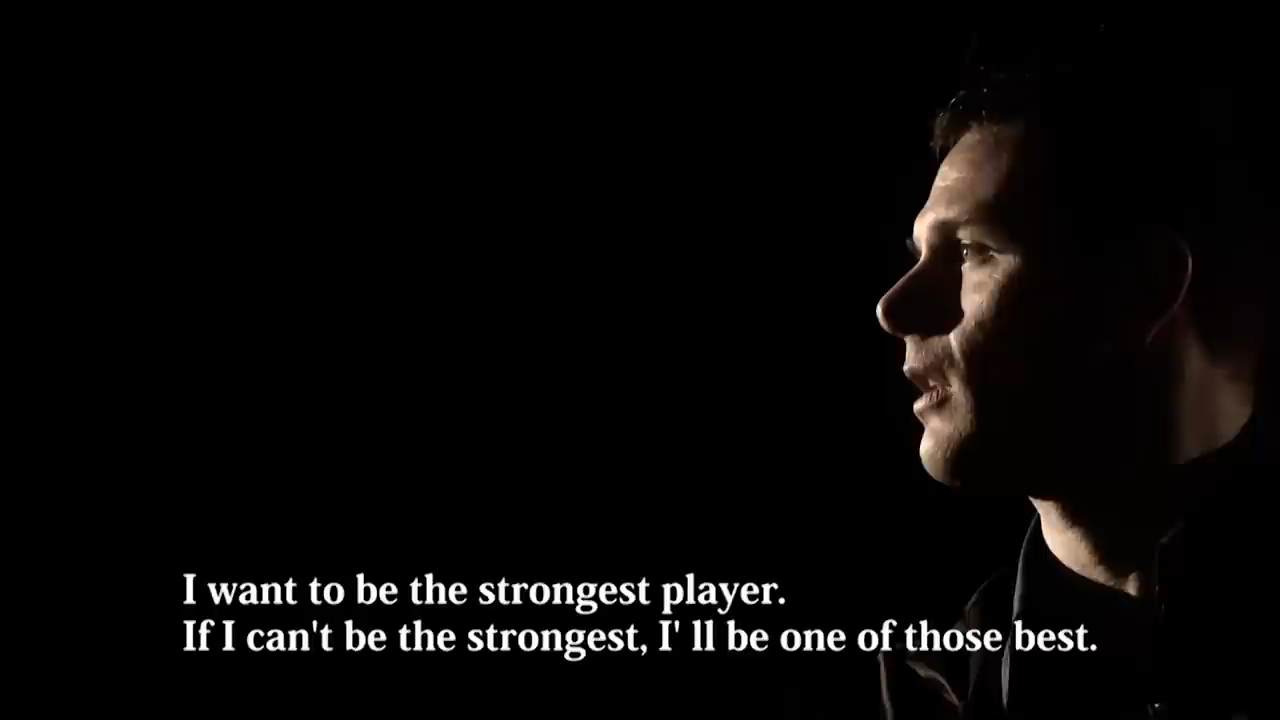 I want to be the strongest player.
If I can't be the strongest, I' ll be one of those best.